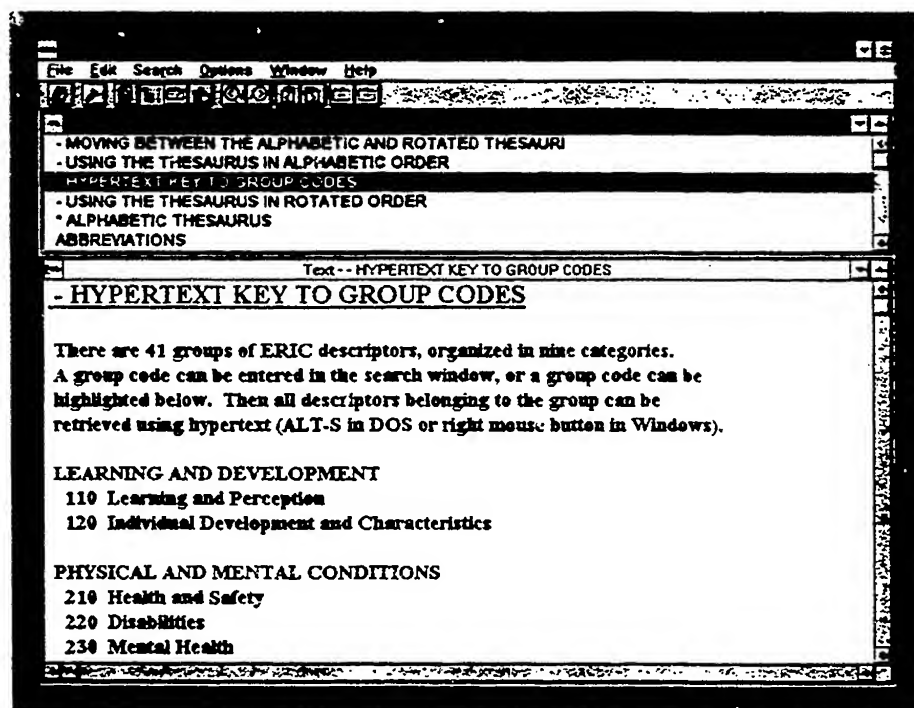 File Edit Search Options Window Help
- MOVING BETWEEN THE ALPHABETIC AND ROTATED THESAURI
- USING THE THESAURUS IN ALPHABETIC ORDER
- HYPERTEXT KEY TO GROUP CODES
- USING THE THESAURUS IN ROTATED ORDER
* ALPHABETIC THESAURUS
ABBREVIATIONS
Text -- HYPERTEXT KEY TO GROUP CODES
- HYPERTEXT KEY TO GROUP CODES
There are 41 groups of ERIC descriptors, organized in nine categories.
A group code can be entered in the search window, or a group code can be
highlighted below. Then all descriptors belonging to the group can be
retrieved using hypertext (ALT-S in DOS or right mouse button in Windows).
LEARNING AND DEVELOPMENT
110 Learning and Perception
120 Individual Development and Characteristics
PHYSICAL AND MENTAL CONDITIONS
210 Health and Safety
220 Disabilities
230 Mental Health